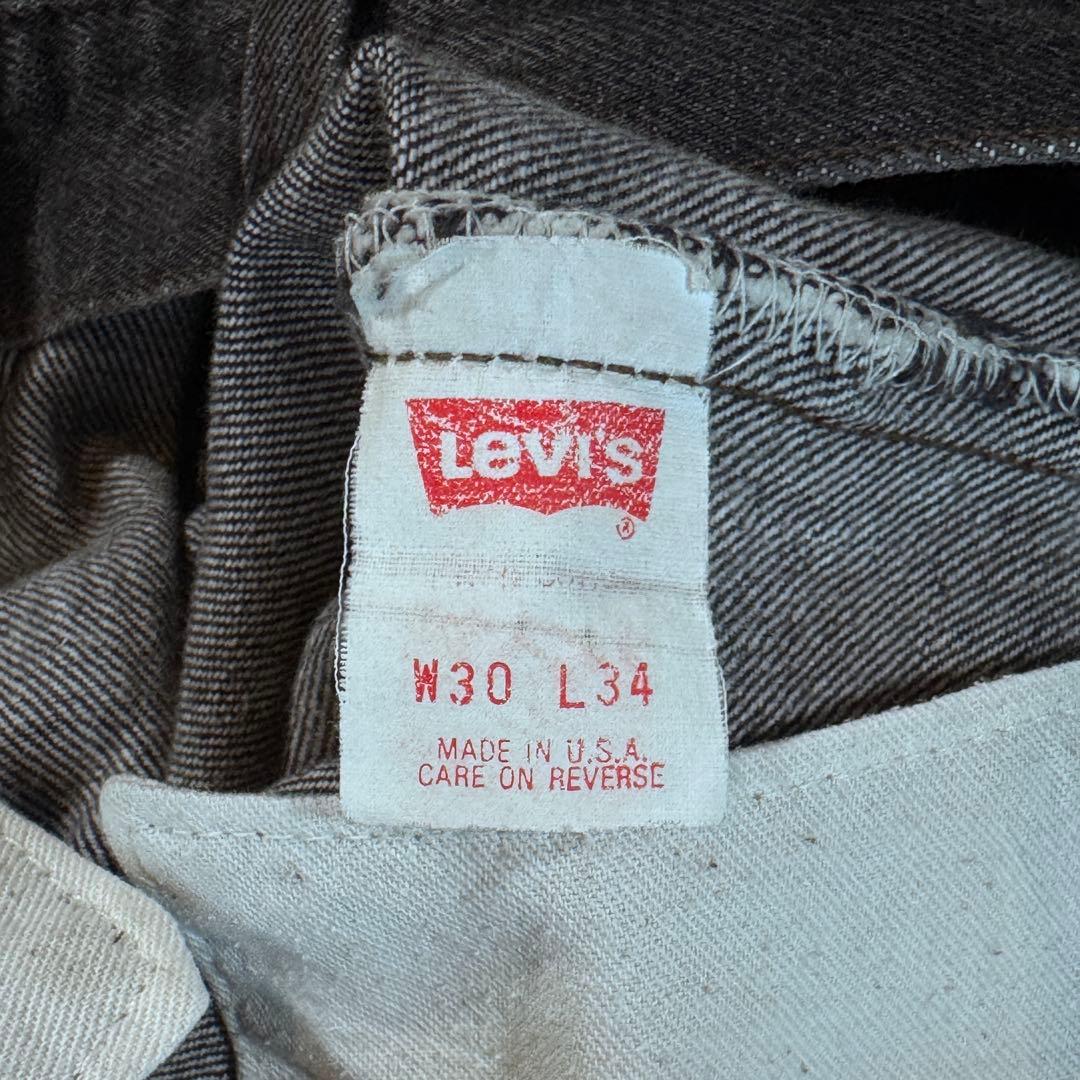 Levi's
®
W30 L34
MADE IN U.S.A.
CARE ON REVERSE